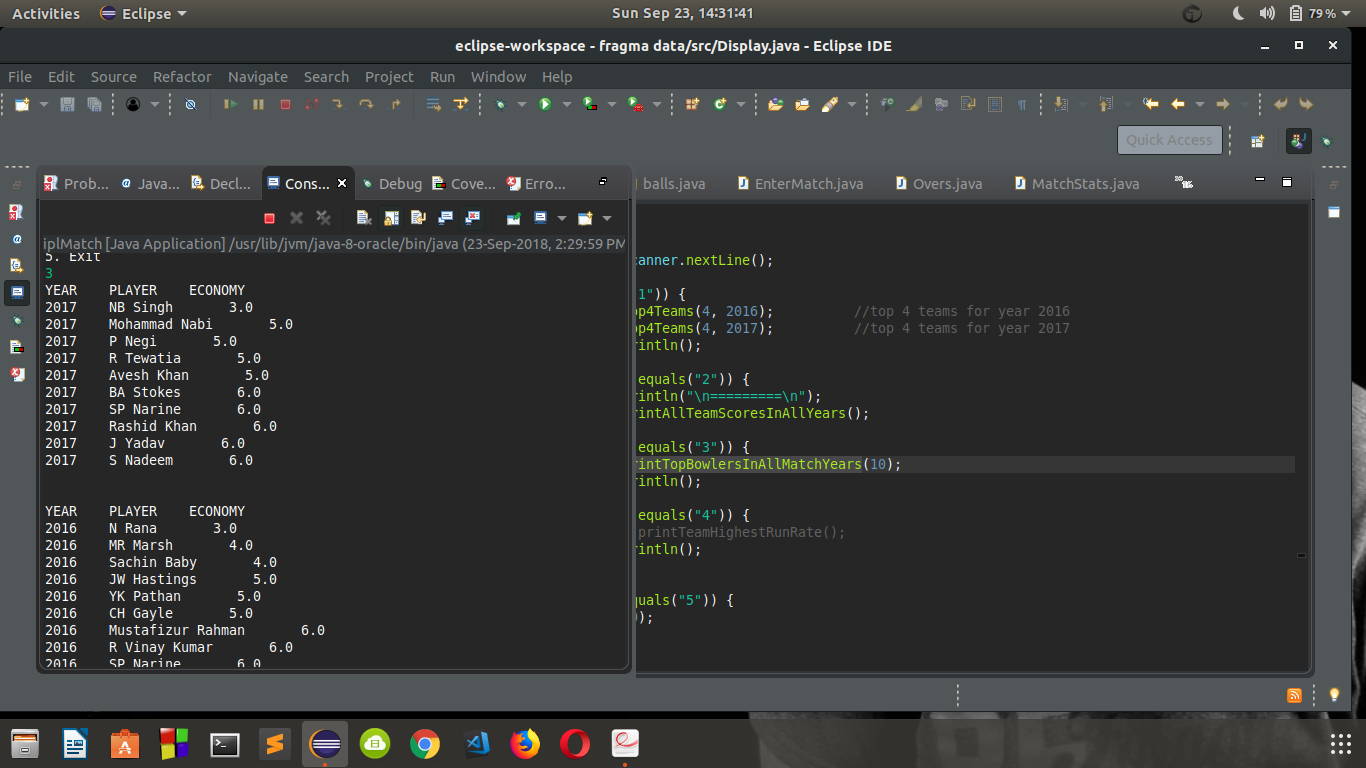 Activities Eclipse Sun Sep 23, 14:31:41 79%
eclipse-workspace - fragma data/src/Display.java - Eclipse IDE
File Edit Source Refactor Navigate Search Project Run Window Help
Quick Access
Prob... Java... Decl... Cons... Debug Cove... Erro...
iplMatch [Java Application] /usr/lib/jvm/java-8-oracle/bin/java (23-Sep-2018, 2:29:59 PM
5. Exit
3
YEAR PLAYER ECONOMY
2017 NB Singh 3.0
2017 Mohammad Nabi 5.0
2017 P Negi 5.0
2017 R Tewatia 5.0
2017 Avesh Khan 5.0
2017 BA Stokes 6.0
2017 SP Narine 6.0
2017 Rashid Khan 6.0
2017 J Yadav 6.0
2017 S Nadeem 6.0
YEAR PLAYER ECONOMY
2016 N Rana 3.0
2016 MR Marsh 4.0
2016 Sachin Baby 4.0
2016 JW Hastings 5.0
2016 YK Pathan 5.0
2016 CH Gayle 5.0
2016 Mustafizur Rahman 6.0
2016 R Vinay Kumar 6.0
2016 SP Narine 6.0
balls.java EnterMatch.java Overs.java MatchStats.java
anner.nextLine();
1")) {
op4Teams(4, 2016); //top 4 teams for year 2016
op4Teams(4, 2017); //top 4 teams for year 2017
rintln();
equals("2")) {
rintln("\n=========\n");
rintAllTeamScoresInAllYears();
equals("3")) {
rintTopBowlersInAllMatchYears(10);
rintln();
equals("4")) {
printTeamHighestRunRate();
rintln();
quals("5")) {
);